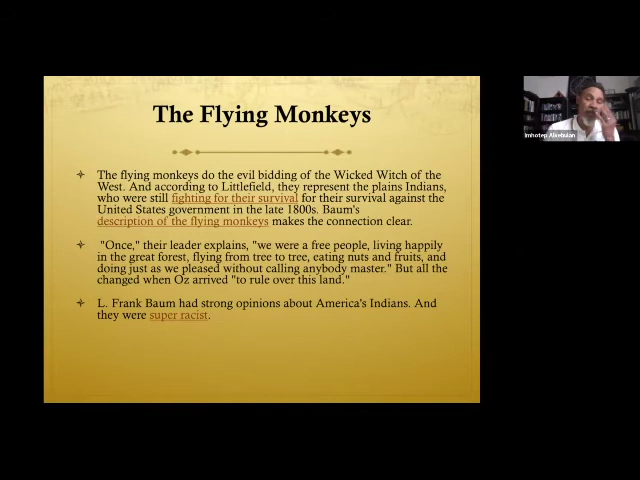 The Flying Monkeys
The flying monkeys do the evil bidding of the Wicked Witch of the
West. And according to Littlefield, they represent the plains Indians,
who were still fighting for their survival for their survival against the
United States government in the late 1800s. Baum's
description of the flying monkeys makes the connection clear.
"Once," their leader explains, "we were a free people, living happily
in the great forest, flying from tree to tree, eating nuts and fruits, and
doing just as we pleased without calling anybody master." But all the
changed when Oz arrived "to rule over this land."
L. Frank Baum had strong opinions about America's Indians. And
they were super racist.
Imhotep Alkebulan